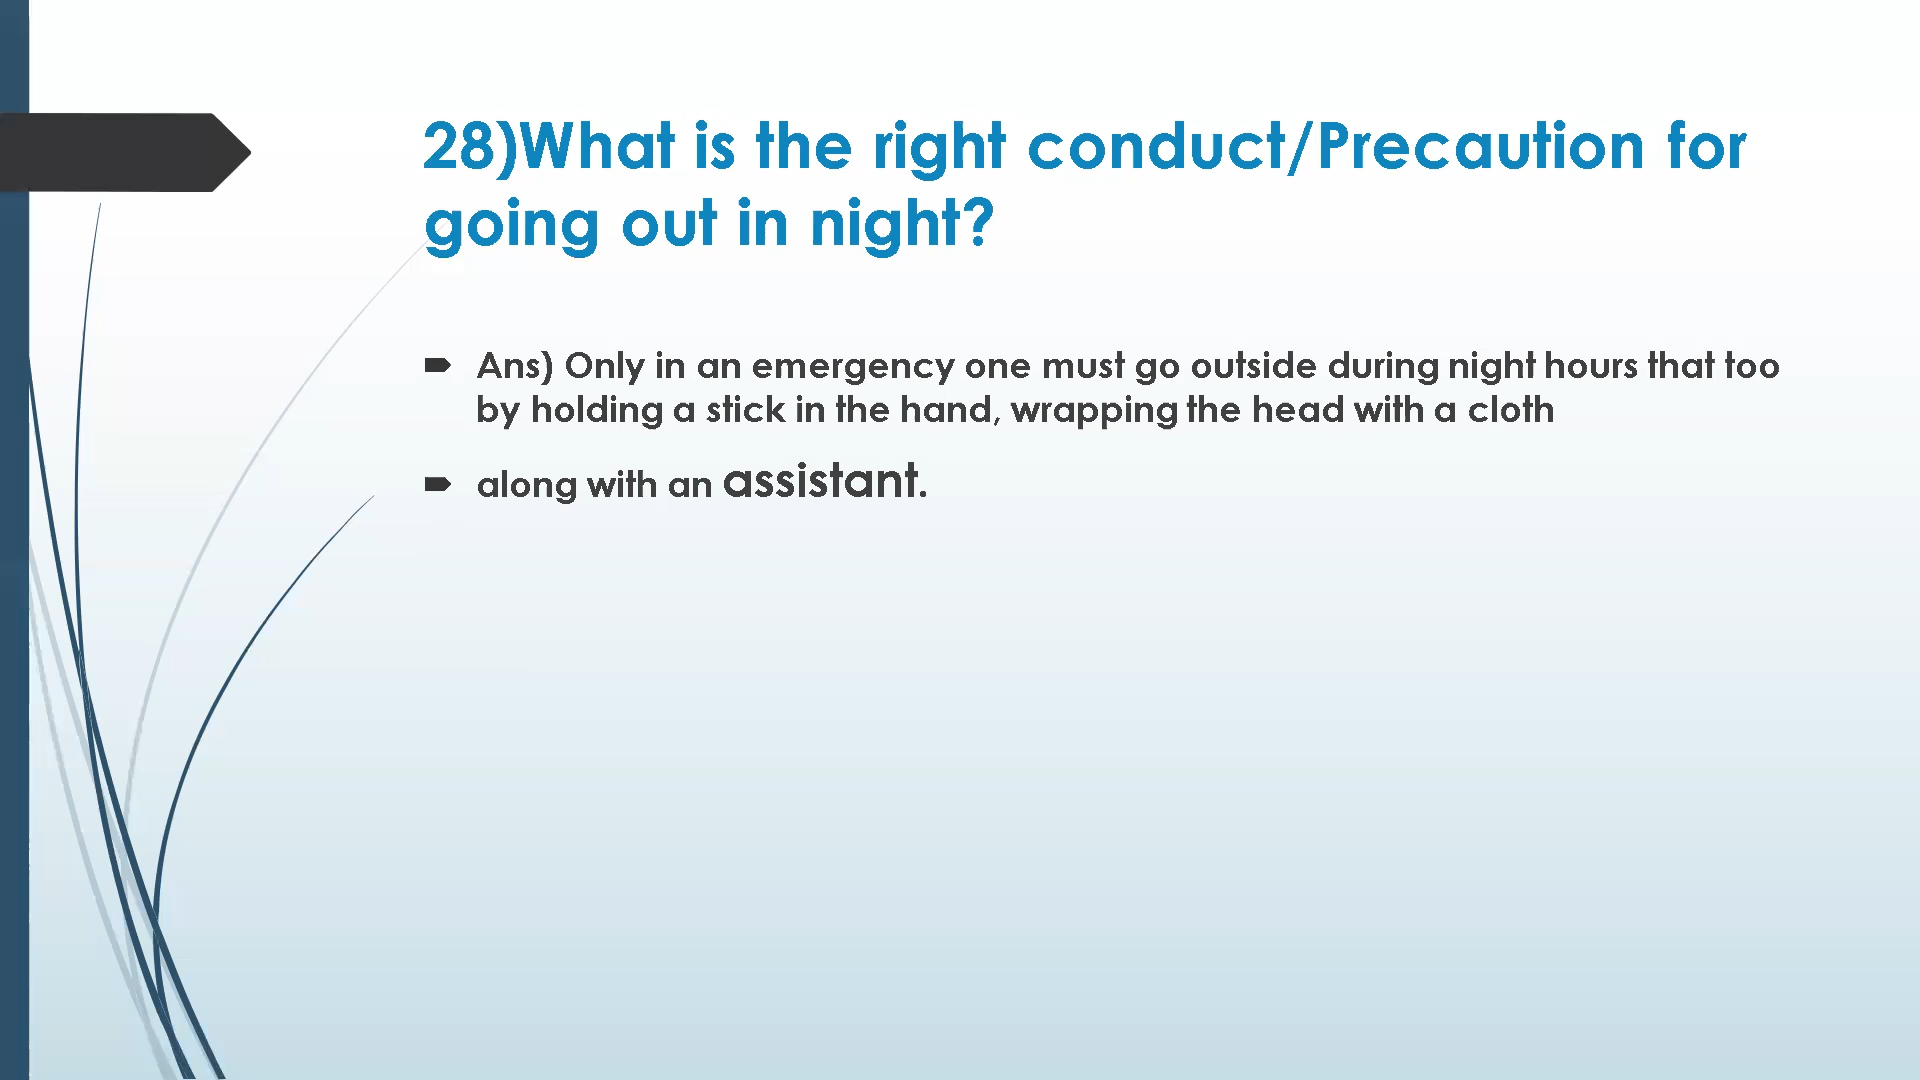 28)What is the right conduct/Precaution for
going out in night?
Ans) Only in an emergency one must go outside during night hours that too
by holding a stick in the hand, wrapping the head with a cloth
along with an assistant.